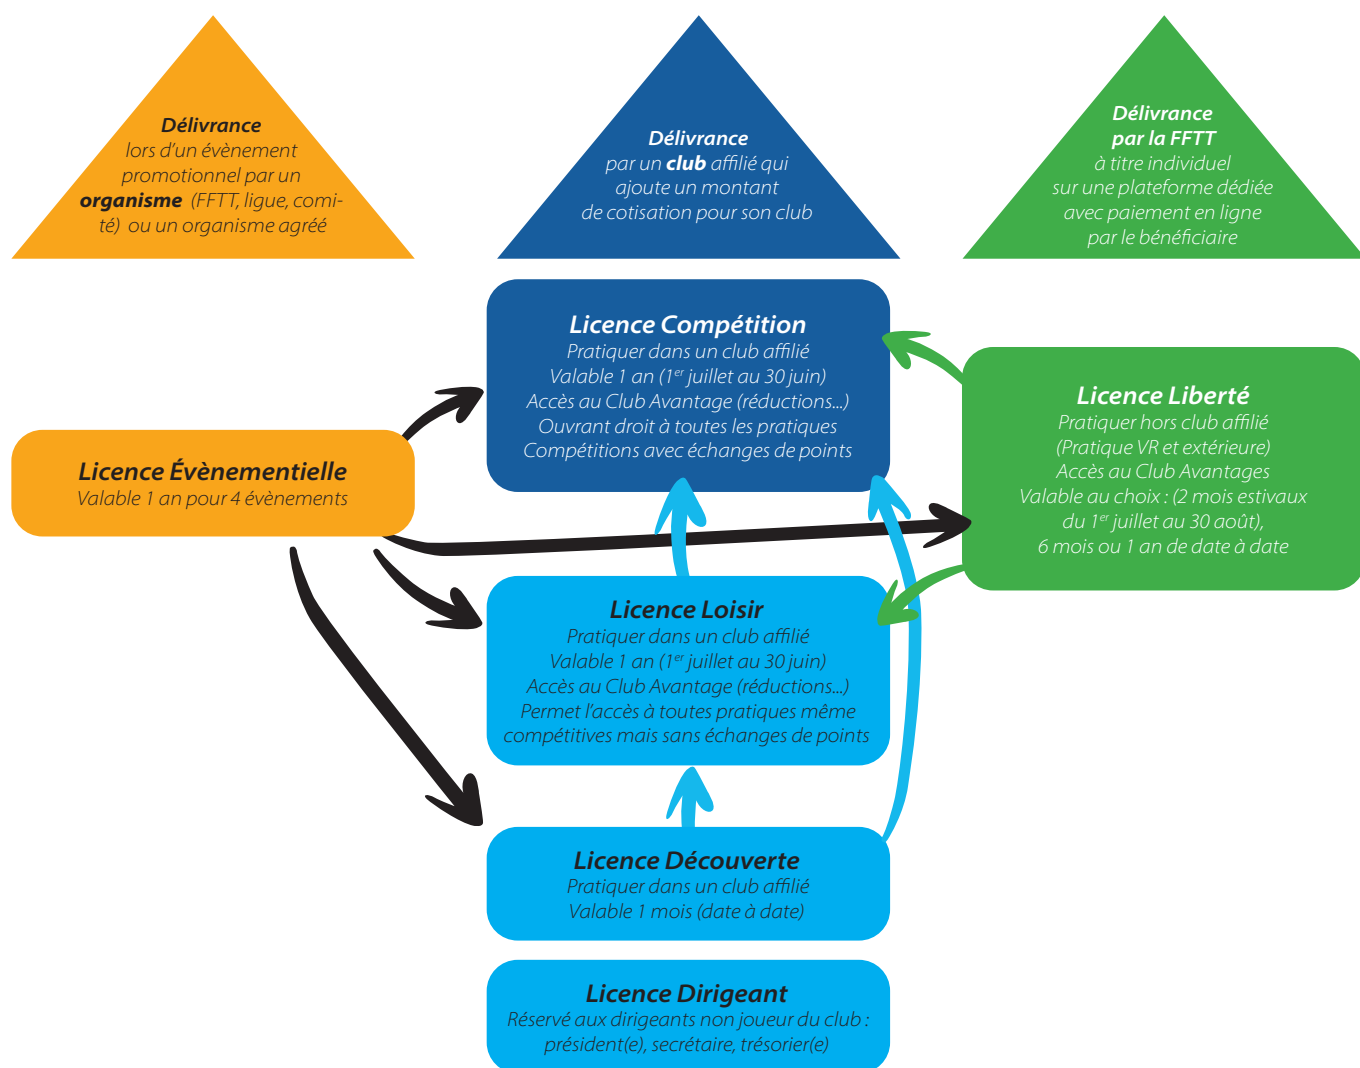 Délivrance
lors d'un évènement
promotionnel par un
organisme (FFTT, ligue, comi-
té) ou un organisme agréé
Délivrance
par un club affilié qui
ajoute un montant
de cotisation pour son club
Délivrance
par la FFTT
à titre individuel
sur une plateforme dédiée
avec paiement en ligne
par le bénéficiaire
Licence Compétition
Pratiquer dans un club affilié
Valable 1 an (1er juillet au 30 juin)
Accès au Club Avantage (réductions...)
Ouvrant droit à toutes les pratiques
Compétitions avec échanges de points
Licence Évènementielle
Valable 1 an pour 4 évènements
Licence Liberté
Pratiquer hors club affilié
(Pratique VR et extérieure)
Accès au Club Avantages
Valable au choix : (2 mois estivaux
du 1er juillet au 30 août),
6 mois ou 1 an de date à date
Licence Loisir
Pratiquer dans un club affilié
Valable 1 an (1er juillet au 30 juin)
Accès au Club Avantage (réductions...)
Permet l'accès à toutes pratiques même
compétitives mais sans échanges de points
Licence Découverte
Pratiquer dans un club affilié
Valable 1 mois (date à date)
Licence Dirigeant
Réservé aux dirigeants non joueur du club :
président(e), secrétaire, trésorier(e)